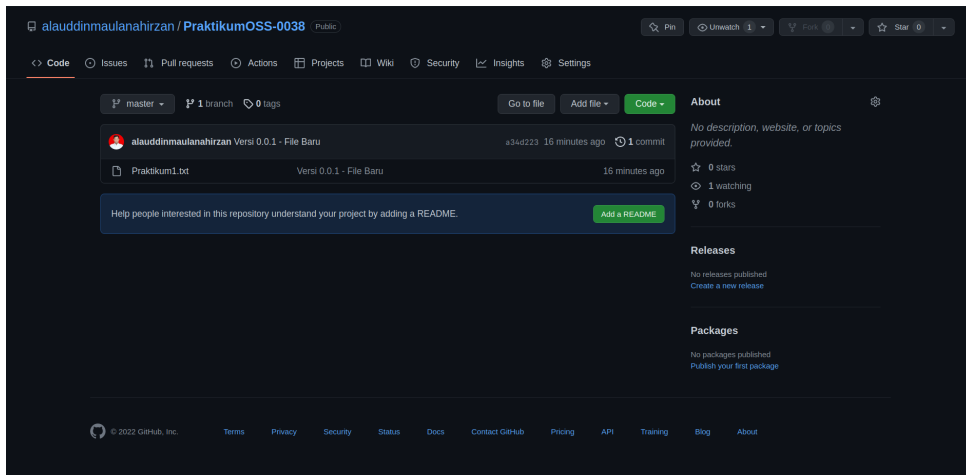 alauddinmaulanahirzan / PraktikumOSS-0038 Public
Pin
Unwatch 1
Fork
Star 0
Code
Issues
Pull requests
Actions
Projects
Wiki
Security
Insights
Settings
master
1 branch
0 tags
Go to file
Add file
Code
alauddinmaulanahirzan Versi 0.0.1 - File Baru
a34d223 16 minutes ago
1 commit
Praktikum1.txt
Versi 0.0.1 - File Baru
16 minutes ago
Help people interested in this repository understand your project by adding a README.
Add a README
About
No description, website, or topics
provided.
0 stars
1 watching
0 forks
Releases
No releases published
Create a new release
Packages
No packages published
Publish your first package
© 2022 GitHub, Inc.
Terms
Privacy
Security
Status
Docs
Contact GitHub
Pricing
API
Training
Blog
About